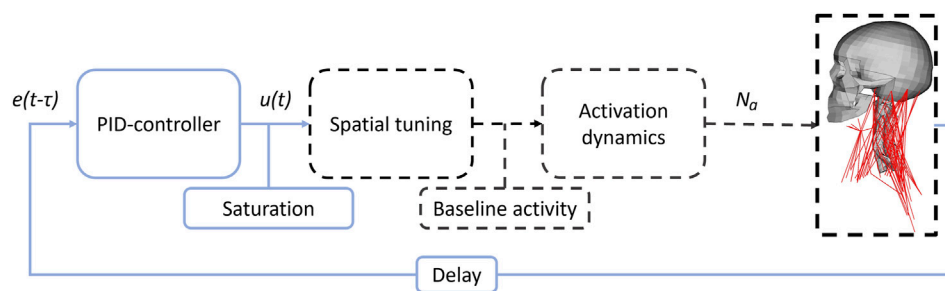 e(t-τ)
PID-controller
u(t)
Spatial tuning
Activation
dynamics
Nₐ
Saturation
Baseline activity
Delay